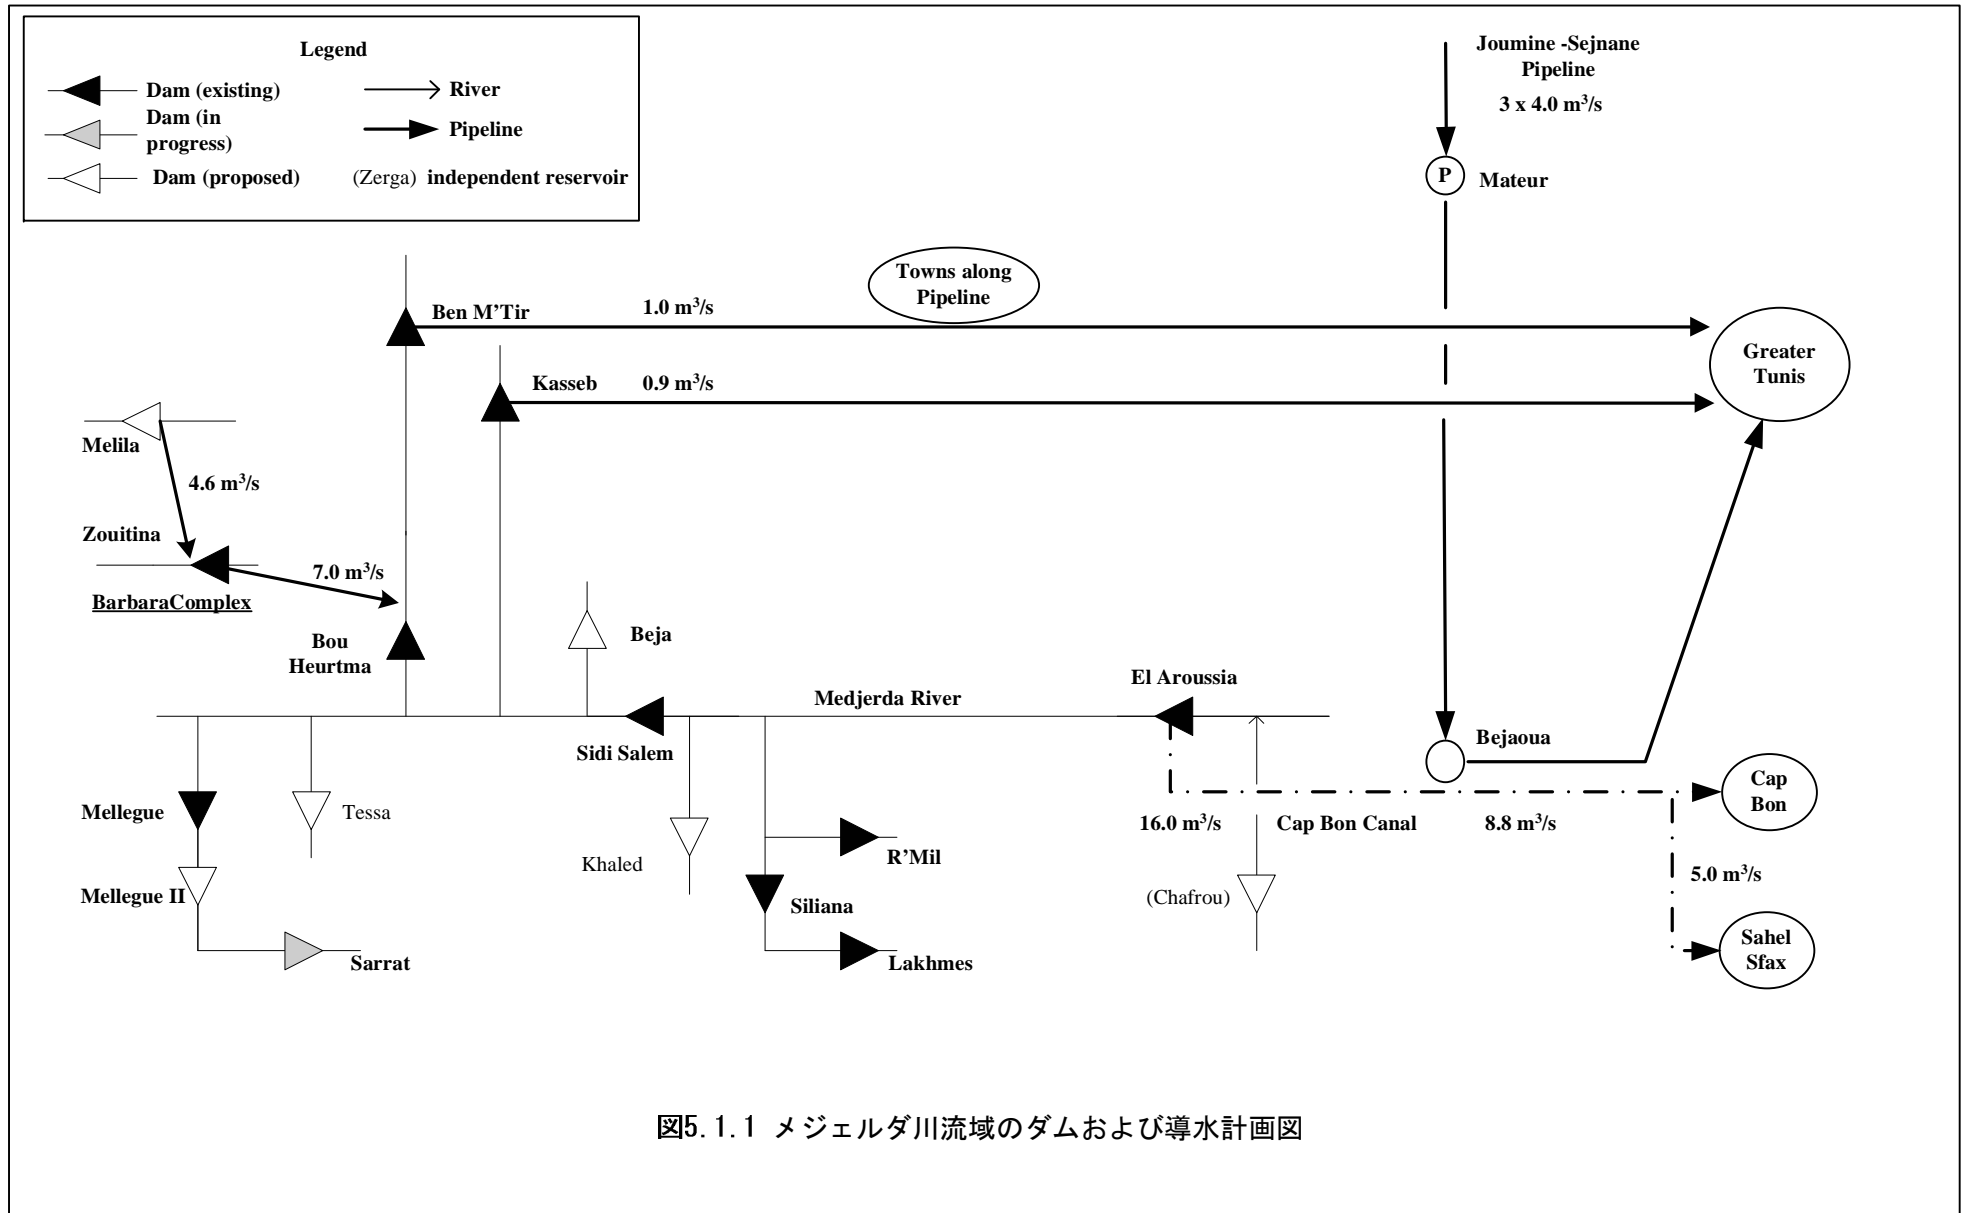 Legend
Dam (existing)
River
Dam (in
progress)
Pipeline
Dam (proposed)
(Zerga) independent reservoir
Joumine -Sejnane
Pipeline
3 x 4.0 m³/s
P
Mateur
Towns along
Pipeline
Ben M'Tir
1.0 m³/s
Greater
Tunis
Kasseb
0.9 m³/s
Melila
4.6 m³/s
Zouitina
7.0 m³/s
BarbaraComplex
Bou
Heurtma
Beja
El Aroussia
Medjerda River
Sidi Salem
Bejaoua
Cap
Bon
Mellegue
Tessa
16.0 m³/s
Cap Bon Canal
8.8 m³/s
Khaled
R'Mil
5.0 m³/s
Mellegue II
Siliana
(Chafrou)
Sahel
Sfax
Sarrat
Lakhmes
図5.1.1 メジェルダ川流域のダムおよび導水計画図